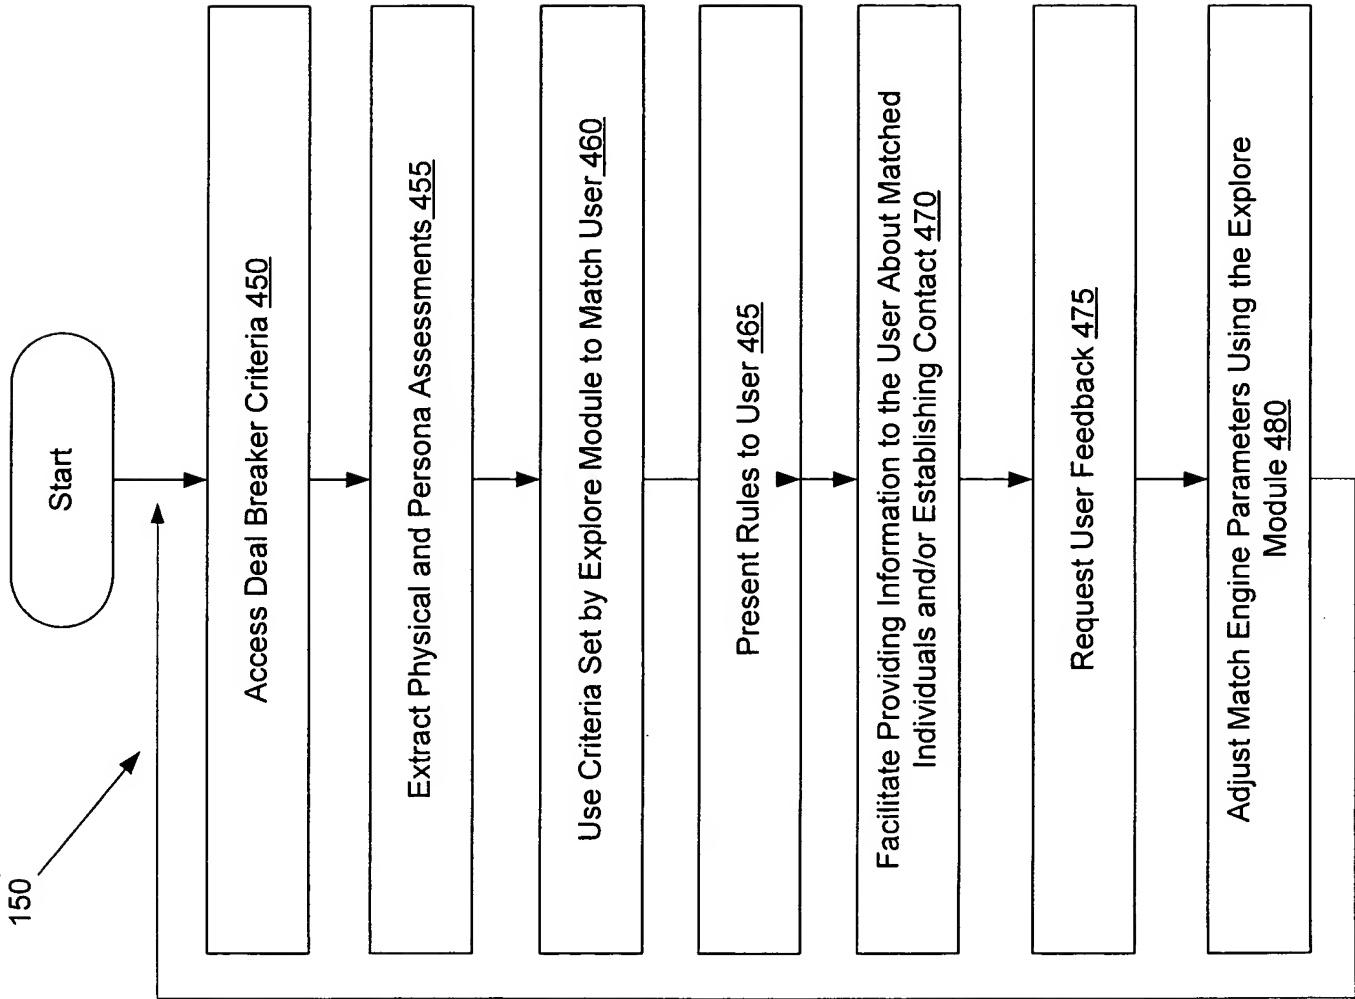 150
Start
Access Deal Breaker Criteria 450
Extract Physical and Persona Assessments 455
Use Criteria Set by Explore Module to Match User 460
Present Rules to User 465
Facilitate Providing Information to the User About Matched
Individuals and/or Establishing Contact 470
Request User Feedback 475
Adjust Match Engine Parameters Using the Explore
Module 480